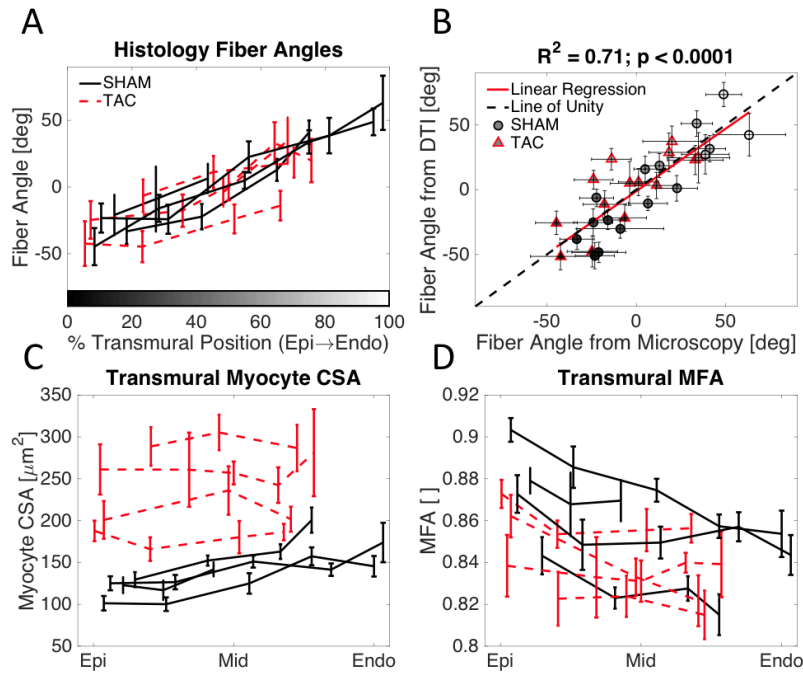 A
Histology Fiber Angles
SHAM
TAC
Fiber Angle [deg]
50
0
-50
0 20 40 60 80 100
% Transmural Position (Epi→Endo)
B
R² = 0.71; p < 0.0001
Linear Regression
Line of Unity
SHAM
TAC
Fiber Angle from DTI [deg]
50
0
-50
-50 0 50
Fiber Angle from Microscopy [deg]
C
Transmural Myocyte CSA
Myocyte CSA [μm²]
350
300
250
200
150
100
50
Epi Mid Endo
D
Transmural MFA
MFA [ ]
0.9
0.88
0.86
0.84
0.82
0.8
Epi Mid Endo